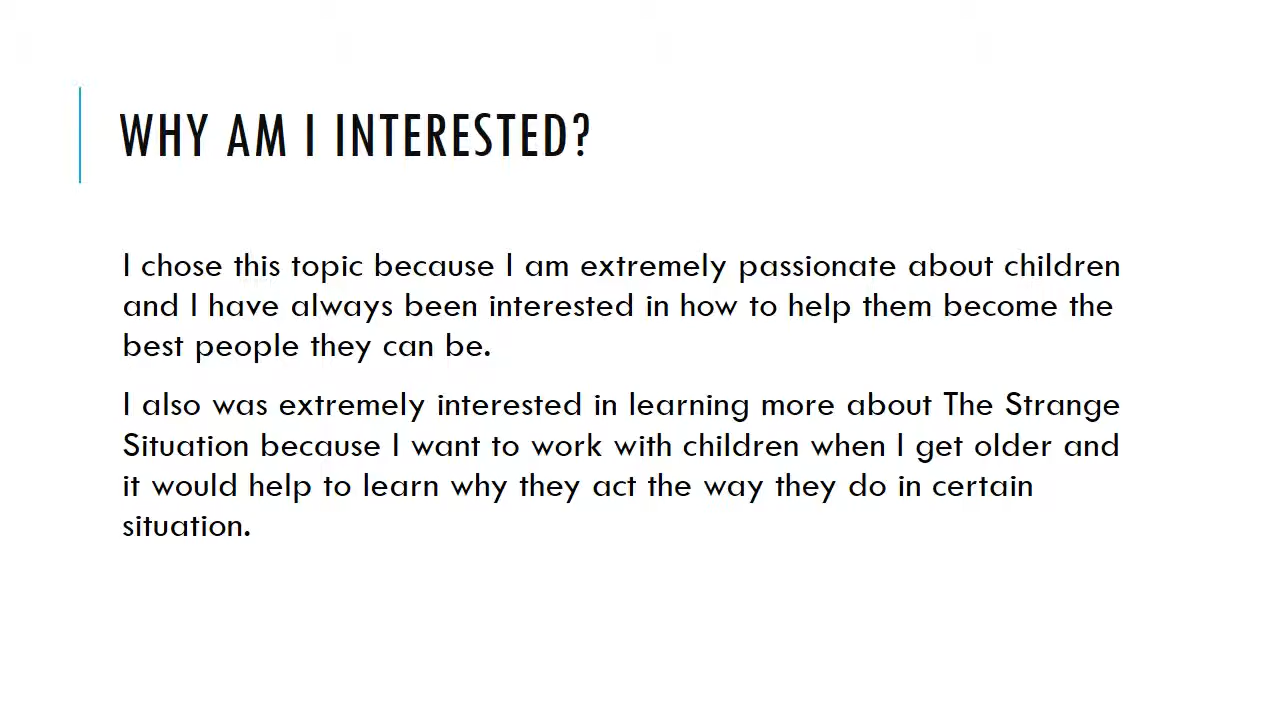 WHY AM I INTERESTED?
I chose this topic because I am extremely passionate about children
and I have always been interested in how to help them become the
best people they can be.
I also was extremely interested in learning more about The Strange
Situation because I want to work with children when I get older and
it would help to learn why they act the way they do in certain
situation.